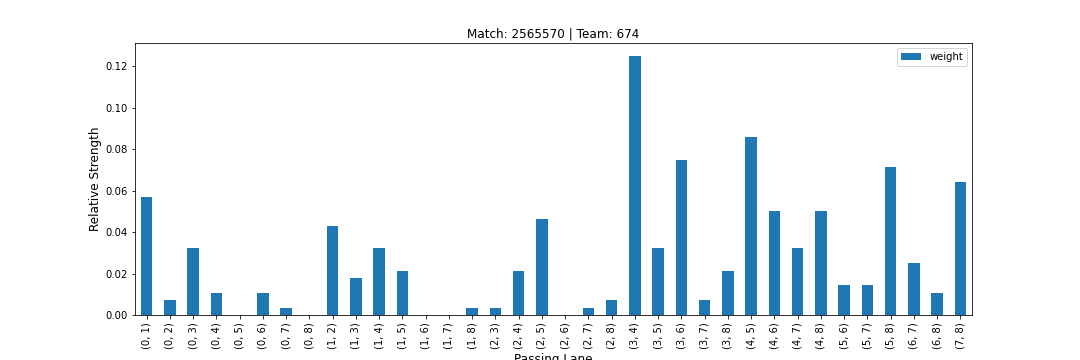 Match: 2565570 | Team: 674
weight
Relative Strength
0.12
0.10
0.08
0.06
0.04
0.02
0.00
(0, 1) (0, 2) (0, 3) (0, 4) (0, 5) (0, 6) (0, 7) (0, 8) (1, 2) (1, 3) (1, 4) (1, 5) (1, 6) (1, 7) (1, 8) (2, 3) (2, 4) (2, 5) (2, 6) (2, 7) (2, 8) (3, 4) (3, 5) (3, 6) (3, 7) (3, 8) (4, 5) (4, 6) (4, 7) (4, 8) (5, 6) (5, 7) (5, 8) (6, 7) (6, 8) (7, 8)
Passing Lane